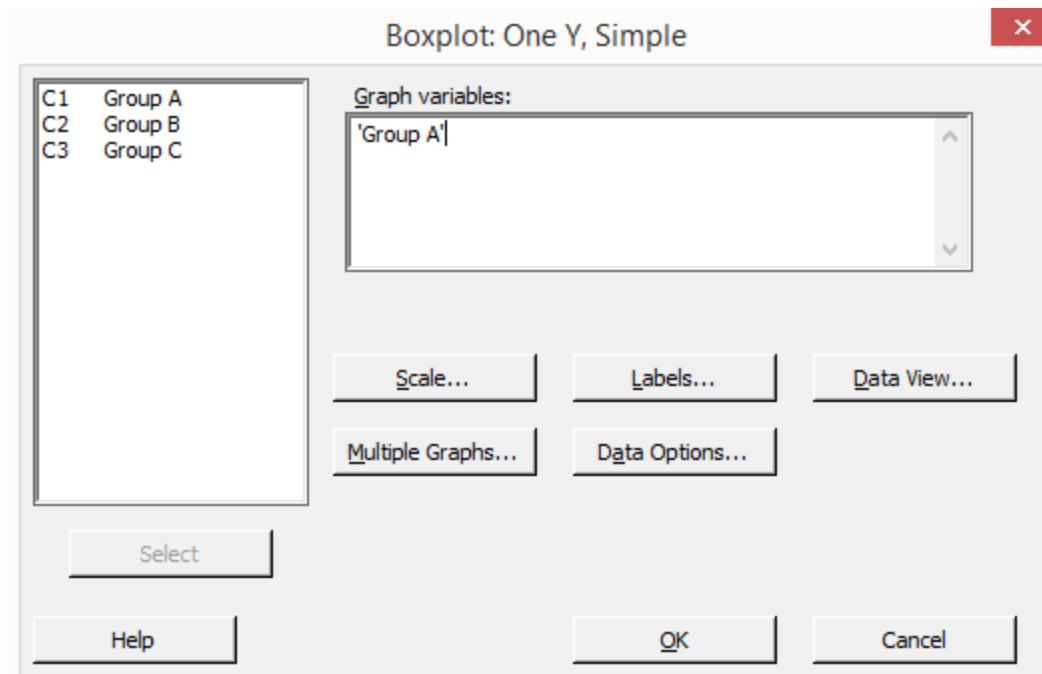 Boxplot: One Y, Simple
C1 Group A
C2 Group B
C3 Group C
Graph variables:
'Group A'
Scale... Labels... Data View...
Multiple Graphs... Data Options...
Select
Help OK Cancel